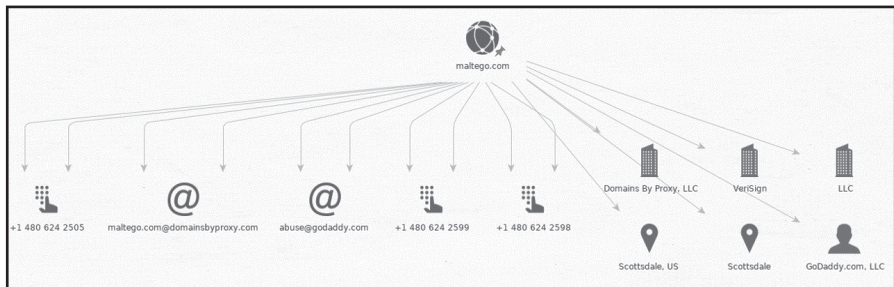 maltego.com
Domains By Proxy, LLC
VeriSign
LLC
+1 480 624 2505
maltego.com@domainsbyproxy.com
abuse@godaddy.com
+1 480 624 2599
+1 480 624 2598
Scottsdale, US
Scottsdale
GoDaddy.com, LLC